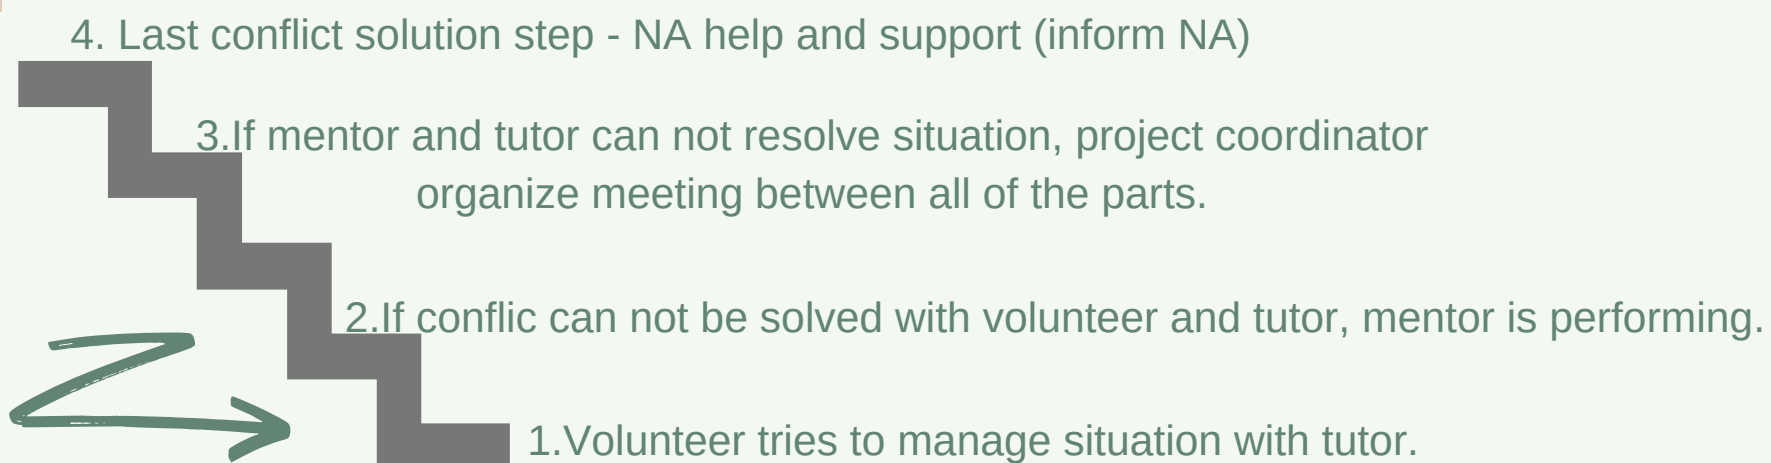 4. Last conflict solution step - NA help and support (inform NA)
3.If mentor and tutor can not resolve situation, project coordinator
organize meeting between all of the parts.
2.If conflic can not be solved with volunteer and tutor, mentor is performing.
1.Volunteer tries to manage situation with tutor.